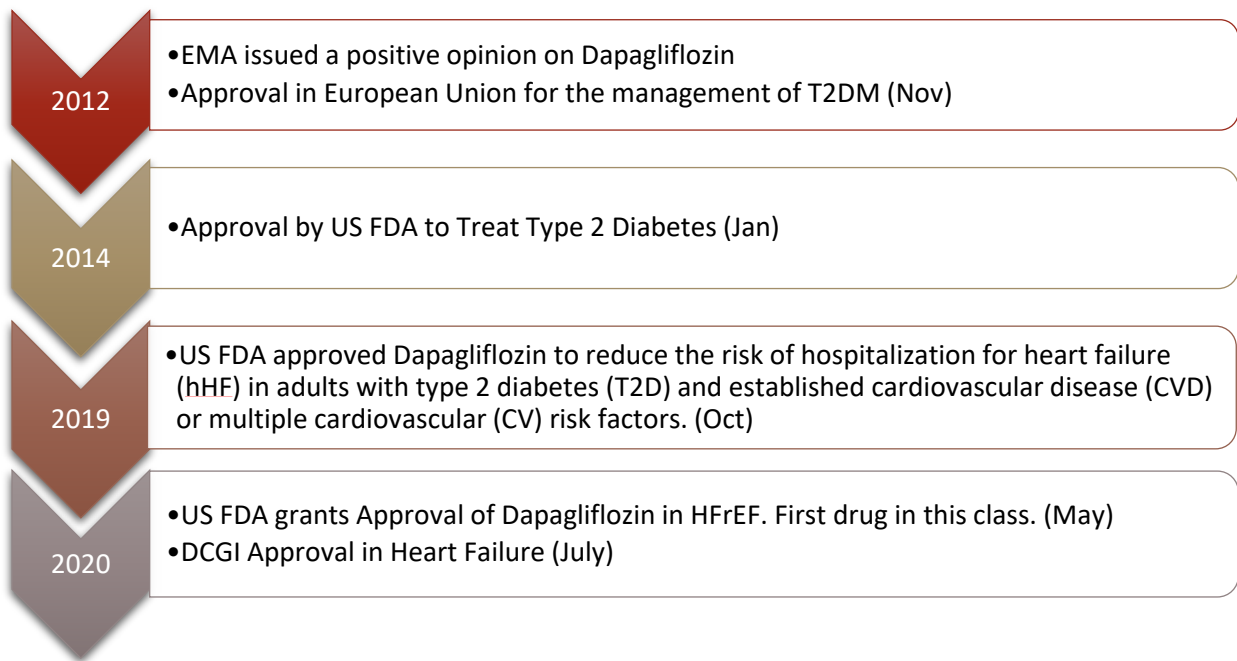 2012
•EMA issued a positive opinion on Dapagliflozin
•Approval in European Union for the management of T2DM (Nov)
2014
•Approval by US FDA to Treat Type 2 Diabetes (Jan)
2019
•US FDA approved Dapagliflozin to reduce the risk of hospitalization for heart failure
(hHF) in adults with type 2 diabetes (T2D) and established cardiovascular disease (CVD)
or multiple cardiovascular (CV) risk factors. (Oct)
2020
•US FDA grants Approval of Dapagliflozin in HFrEF. First drug in this class. (May)
•DCGI Approval in Heart Failure (July)